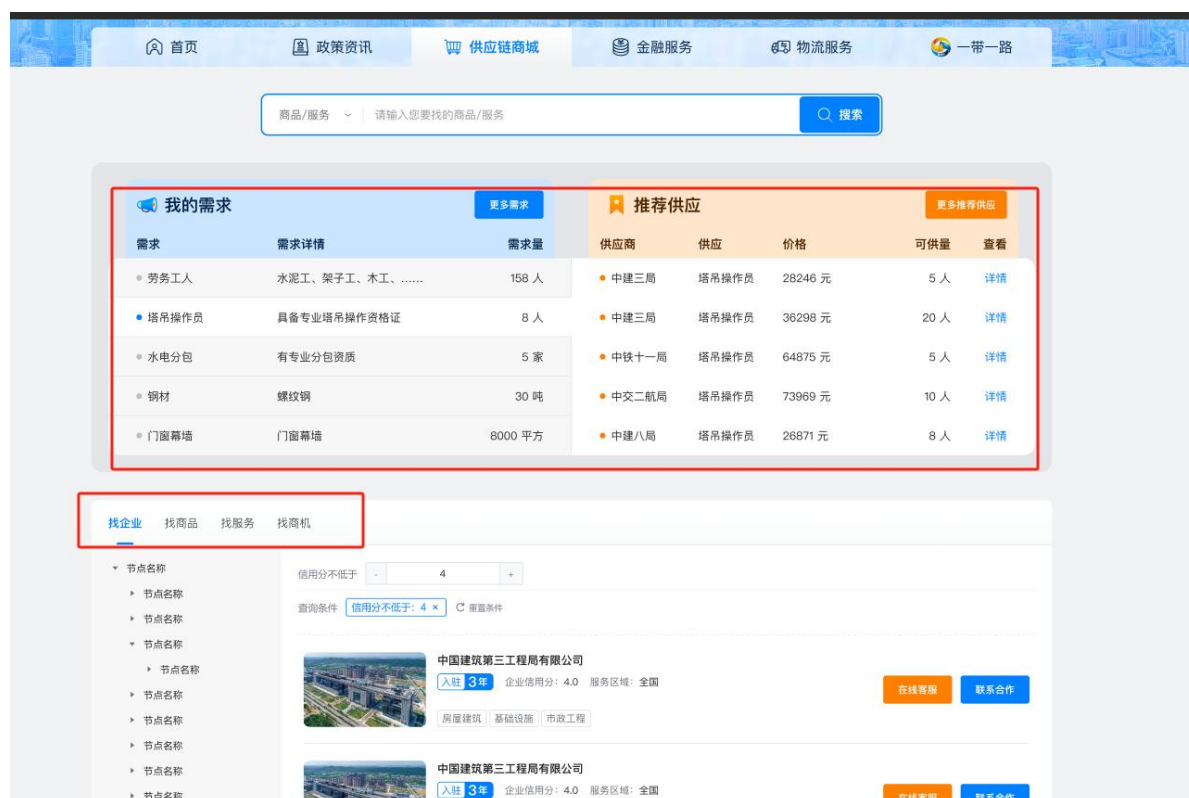 首页 政策资讯 供应链商城 金融服务 物流服务 一带一路
商品/服务 请输入您要找的商品/服务 搜索
我的需求 更多需求 推荐供应 更多推荐供应
需求 需求详情 需求量 供应商 供应 价格 可供量 查看
劳务工人 水泥工、架子工、木工、…… 158 人 中建三局 塔吊操作员 28246 元 5 人 详情
塔吊操作员 具备专业塔吊操作资格证 8 人 中建三局 塔吊操作员 36298 元 20 人 详情
水电分包 有专业分包资质 5 家 中铁十一局 塔吊操作员 64875 元 5 人 详情
钢材 螺纹钢 30 吨 中交二航局 塔吊操作员 73969 元 10 人 详情
门窗幕墙 门窗幕墙 8000 平方 中建八局 塔吊操作员 26871 元 8 人 详情
找企业 找商品 找服务 找商机
节点名称
节点名称
节点名称
节点名称
节点名称
节点名称
节点名称
节点名称
节点名称
节点名称
信用分不低于 - 4 +
查询条件 信用分不低于: 4 × 重置条件
中国建筑第三工程局有限公司
入驻 3年 企业信用分: 4.0 服务区域: 全国
在线客服 联系合作
房屋建筑 基础设施 市政工程
中国建筑第三工程局有限公司
入驻 3年 企业信用分: 4.0 服务区域: 全国
在线客服 联系合作